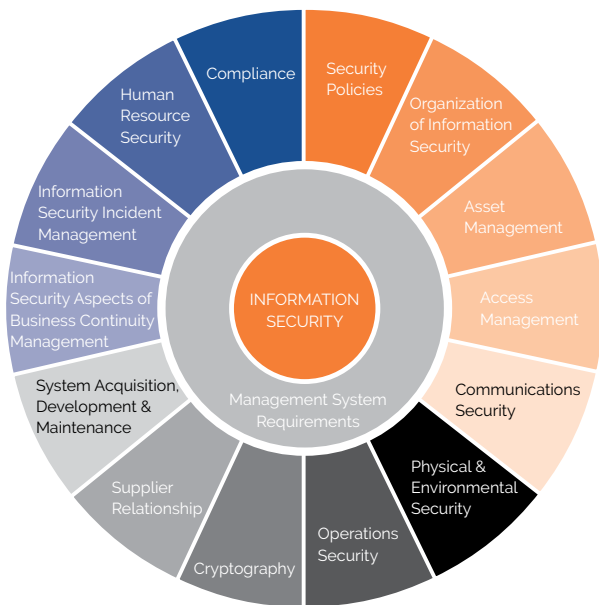 Compliance
Security
Policies
Organization
of Information
Security
Asset
Management
Access
Management
Communications
Security
Physical &
Environmental
Security
Operations
Security
Cryptography
Supplier
Relationship
System Acquisition,
Development &
Maintenance
Information
Security Aspects of
Business Continuity
Management
Information
Security Incident
Management
Human
Resource
Security
INFORMATION
SECURITY
Management System
Requirements